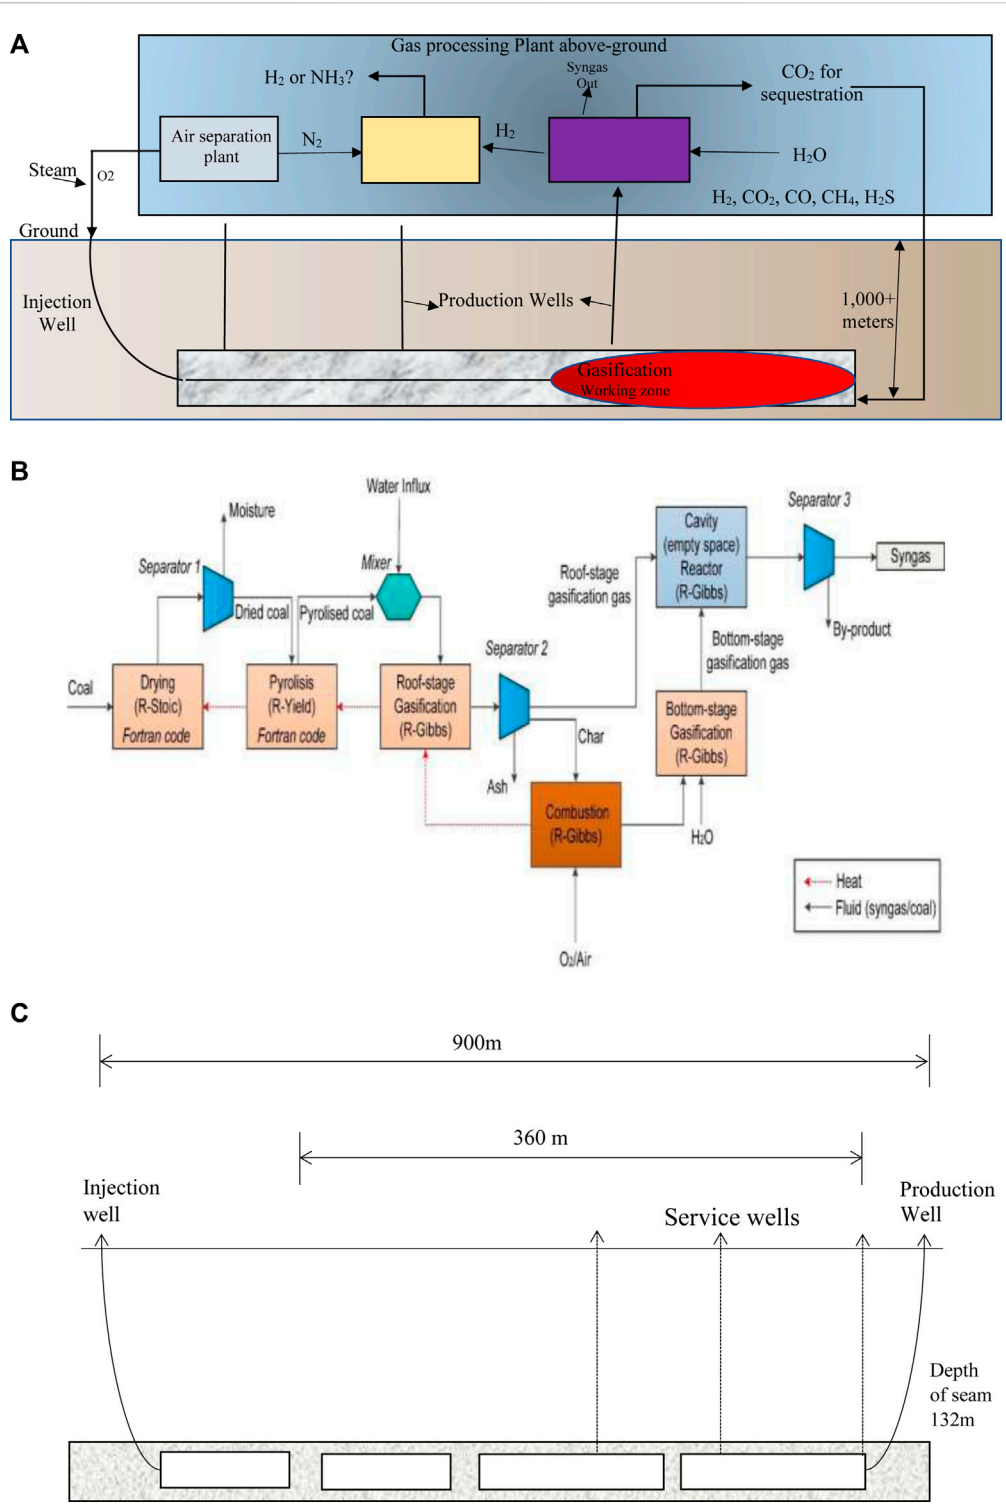 A
Gas processing Plant above-ground
H₂ or NH₃?
Syngas
Out
CO₂ for
sequestration
Air separation
plant
N₂
H₂
H₂O
Steam
O2
H₂, CO₂, CO, CH₄, H₂S
Ground
Injection
Well
Production Wells
1,000+
meters
Gasification
Working zone
B
Water Influx
Moisture
Separator 1
Mixer
Dried coal
Pyrolised coal
Separator 2
Separator 3
Roof-stage
gasification gas
Cavity
(empty space)
Reactor
(R-Gibbs)
Syngas
By-product
Bottom-stage
gasification gas
Coal
Drying
(R-Stoic)
Fortran code
Pyrolisis
(R-Yield)
Fortran code
Roof-stage
Gasification
(R-Gibbs)
Bottom-stage
Gasification
(R-Gibbs)
Char
Ash
Combustion
(R-Gibbs)
H₂O
O₂/Air
Heat
Fluid (syngas/coal)
C
900m
360 m
Injection
well
Service wells
Production
Well
Depth
of seam
132m